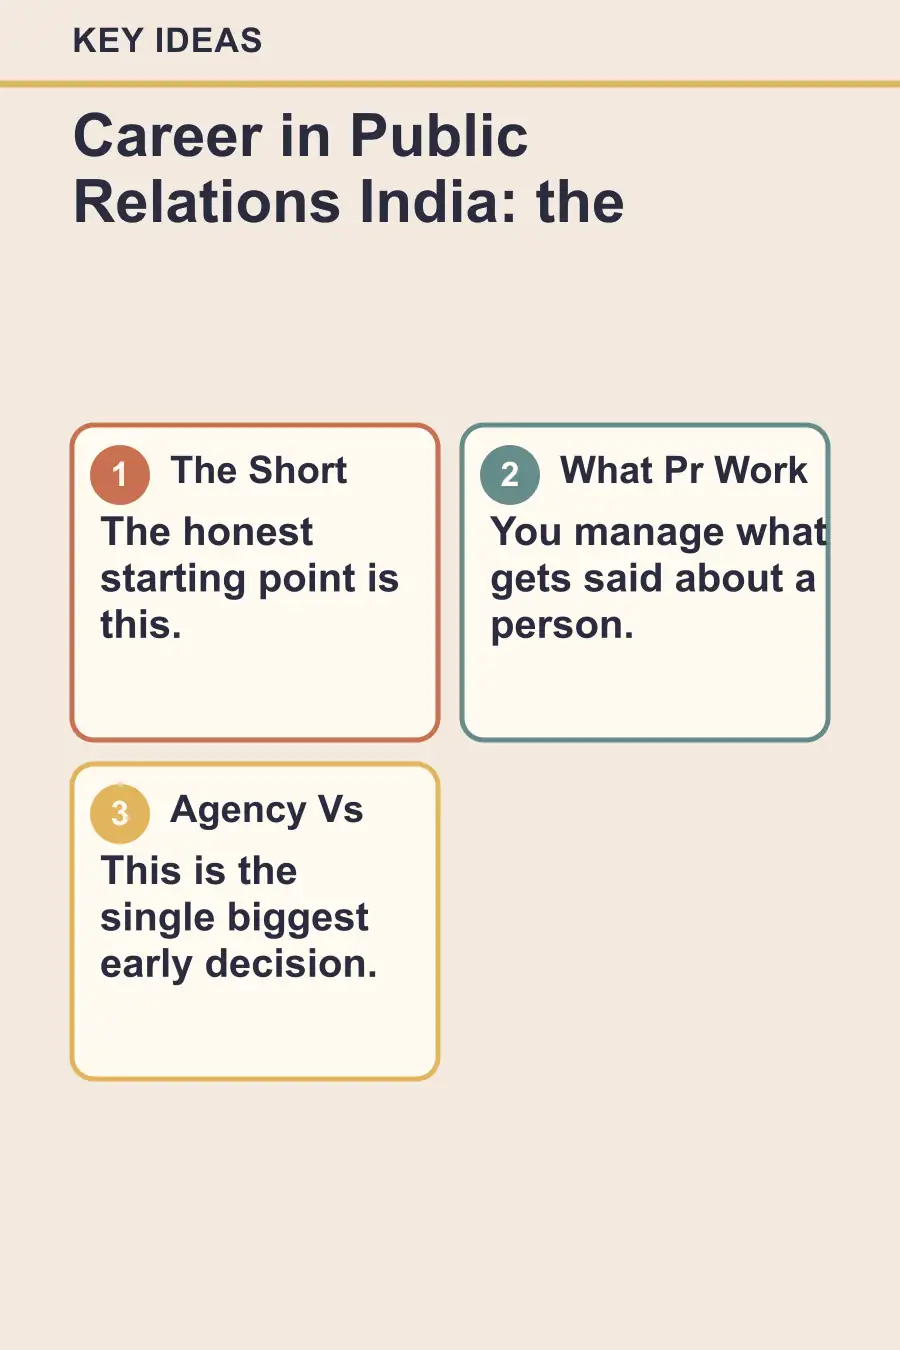 KEY IDEAS
Career in Public
Relations India: the
1 The Short
The honest
starting point is
this.
2 What Pr Work
You manage what
gets said about a
person.
3 Agency Vs
This is the
single biggest
early decision.